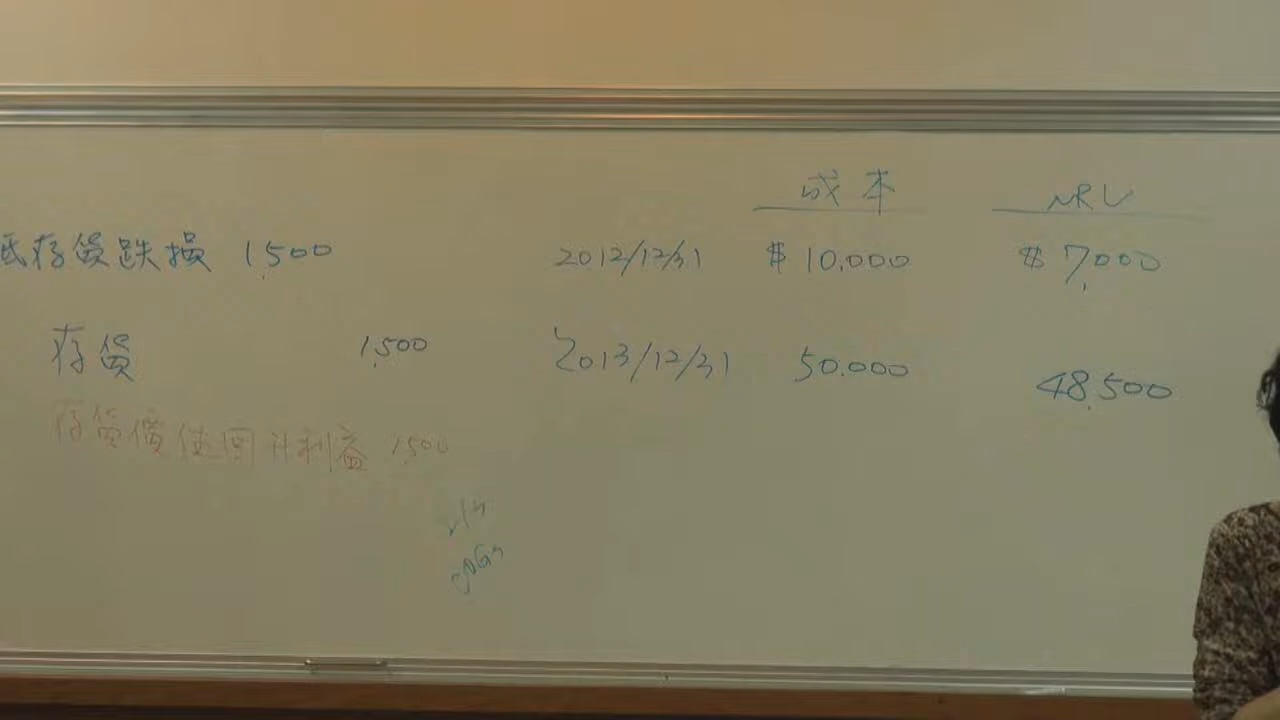 成本 NRV
氐存貨跌損 1,500 2012/12/31 $10,000 $7,000
存貨 1,500 2013/12/31 50,000 48,500
存貨價值回升利益 1,500
COGS